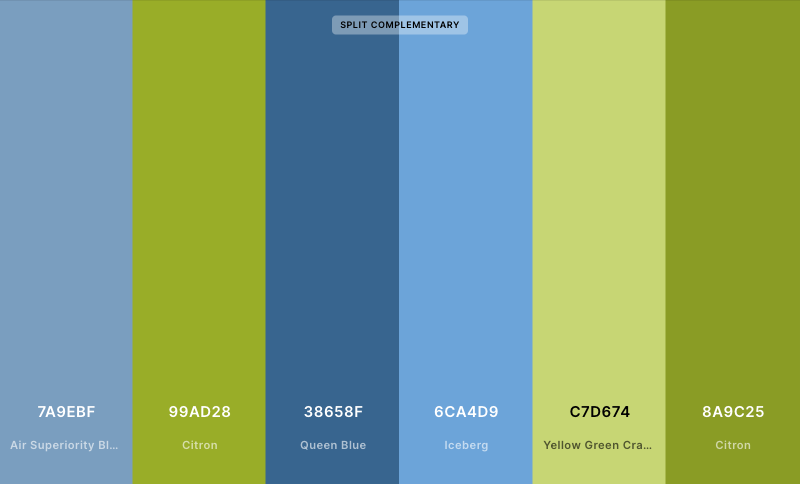 SPLIT COMPLEMENTARY
7A9EBF 99AD28 38658F 6CA4D9 C7D674 8A9C25
Air Superiority Bl... Citron Queen Blue Iceberg Yellow Green Cra... Citron